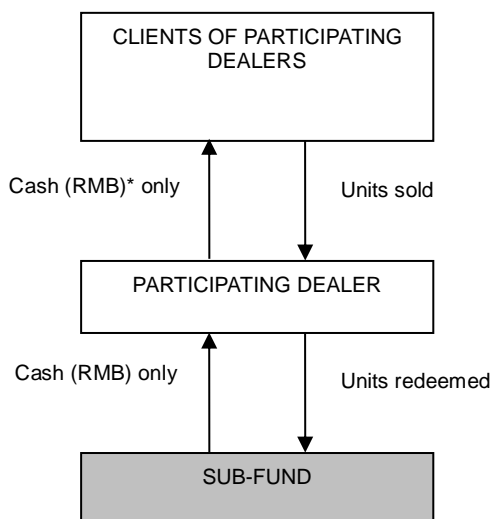 CLIENTS OF PARTICIPATING
DEALERS
Cash (RMB)* only
Units sold
PARTICIPATING DEALER
Cash (RMB) only
Units redeemed
SUB-FUND